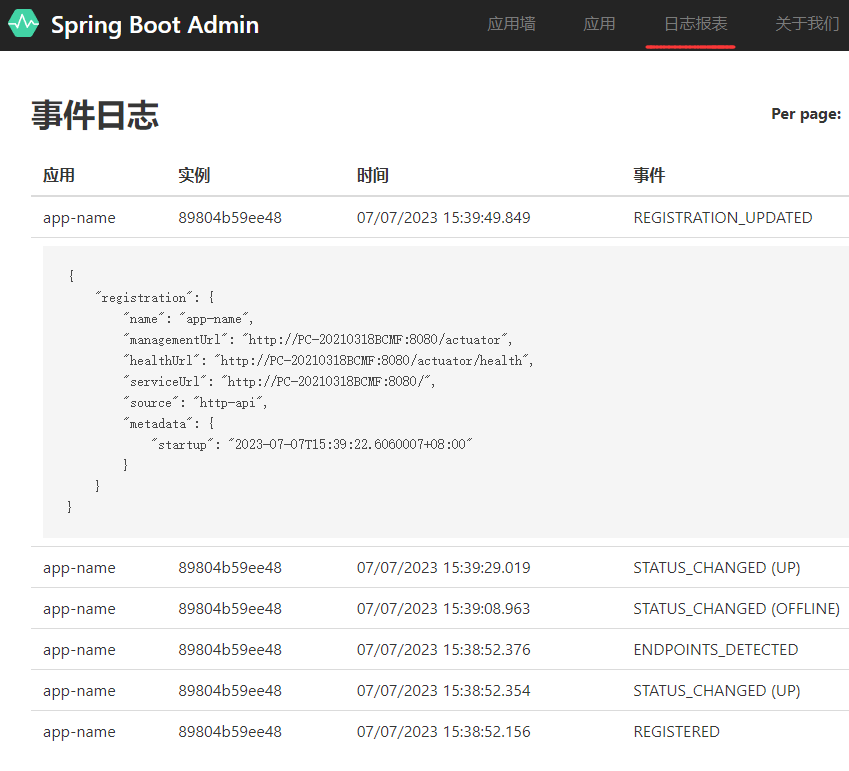 Spring Boot Admin 应用墙 应用 日志报表 关于我们
事件日志 Per page:
应用 实例 时间 事件
app-name 89804b59ee48 07/07/2023 15:39:49.849 REGISTRATION_UPDATED
{
"registration": {
"name": "app-name",
"managementUrl": "http://PC-20210318BCMF:8080/actuator",
"healthUrl": "http://PC-20210318BCMF:8080/actuator/health",
"serviceUrl": "http://PC-20210318BCMF:8080/",
"source": "http-api",
"metadata": {
"startup": "2023-07-07T15:39:22.6060007+08:00"
}
}
}
app-name 89804b59ee48 07/07/2023 15:39:29.019 STATUS_CHANGED (UP)
app-name 89804b59ee48 07/07/2023 15:39:08.963 STATUS_CHANGED (OFFLINE)
app-name 89804b59ee48 07/07/2023 15:38:52.376 ENDPOINTS_DETECTED
app-name 89804b59ee48 07/07/2023 15:38:52.354 STATUS_CHANGED (UP)
app-name 89804b59ee48 07/07/2023 15:38:52.156 REGISTERED